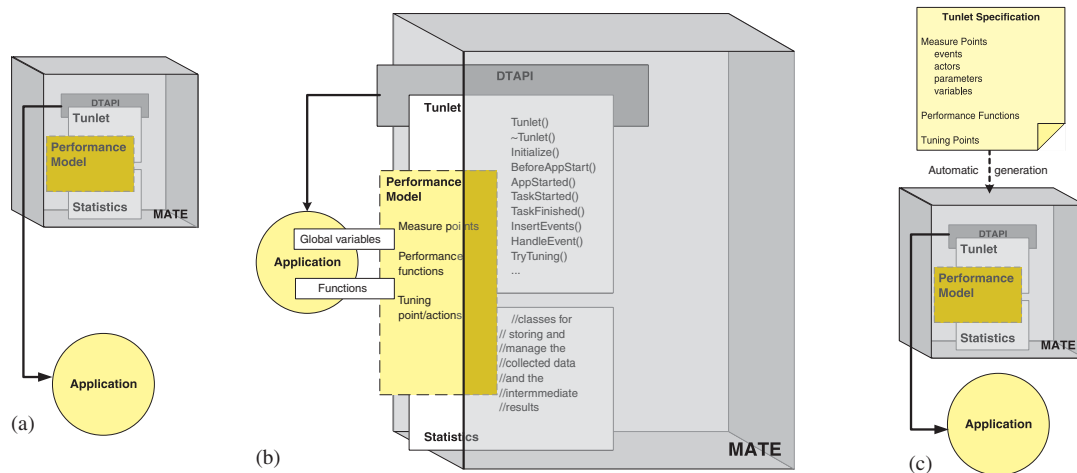 DTAPI
Tunlet
Performance
Model
Statistics
MATE
Application
(a)
DTAPI
Tunlet
Tunlet()
~Tunlet()
Initialize()
BeforeAppStart()
AppStarted()
TaskStarted()
TaskFinished()
InsertEvents()
HandleEvent()
TryTuning()
...
Performance
Model
Measure points
Global variables
Application
Performance
functions
Functions
Tuning
point/actions
//classes for
// storing and
//manage the
//collected data
//and the
//intermmediate
//results
Statistics
MATE
(b)
Tunlet Specification
Measure Points
events
actors
parameters
variables
Performance Functions
Tuning Points
Automatic generation
DTAPI
Tunlet
Performance
Model
Statistics
MATE
Application
(c)